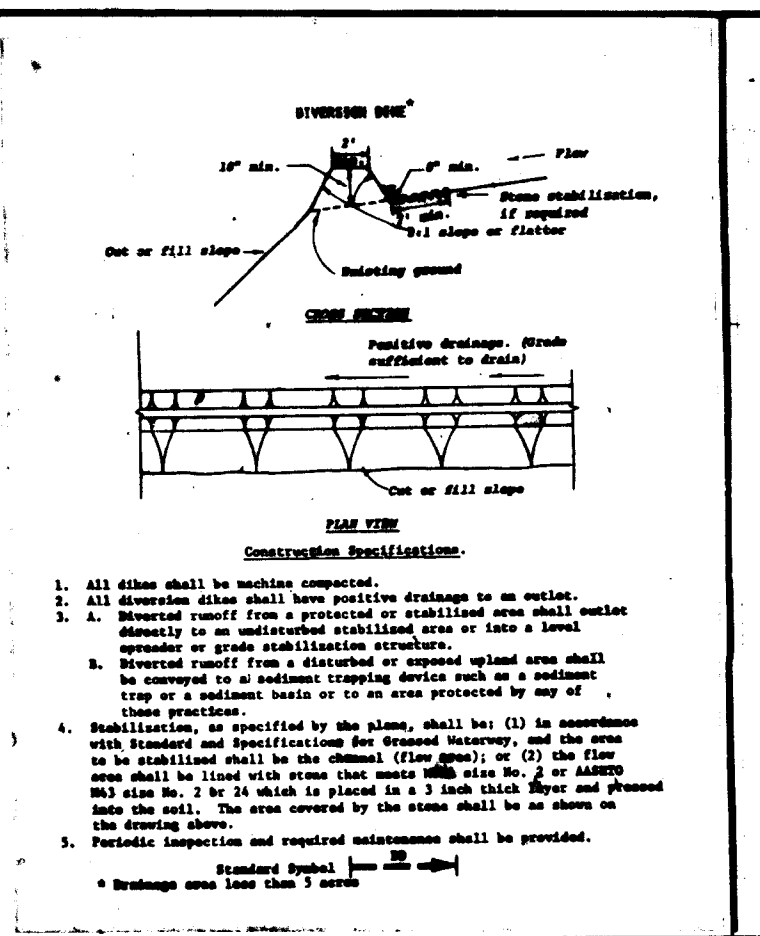 DIVERSION DIKE*
2'
18" min.
8" min.
Flow
Stone stabilization,
if required
' min.
2:1 slope or flatter
Cut or fill slope
Existing ground
CROSS SECTION
Positive drainage. (Grade
sufficient to drain)
Cut or fill slope
PLAN VIEW
Construction Specifications.
1. All dikes shall be machine compacted.
2. All diversion dikes shall have positive drainage to an outlet.
3. A. Diverted runoff from a protected or stabilized area shall outlet
directly to an undisturbed stabilized area or into a level
spreader or grade stabilization structure.
B. Diverted runoff from a disturbed or exposed upland area shall
be conveyed to a sediment trapping device such as a sediment
trap or a sediment basin or to an area protected by any of
these practices.
4. Stabilization, as specified by the plans, shall be: (1) in accordance
with Standard and Specifications for Grassed Waterway, and the area
to be stabilized shall be the channel (flow area); or (2) the flow
area shall be lined with stone that meets size No. 2 or AASHTO
M43 size No. 2 or 24 which is placed in a 3 inch thick layer and pressed
into the soil. The area covered by the stone shall be as shown on
the drawing above.
5. Periodic inspection and required maintenance shall be provided.
Standard Symbol DD
* Drainage area less than 5 acres